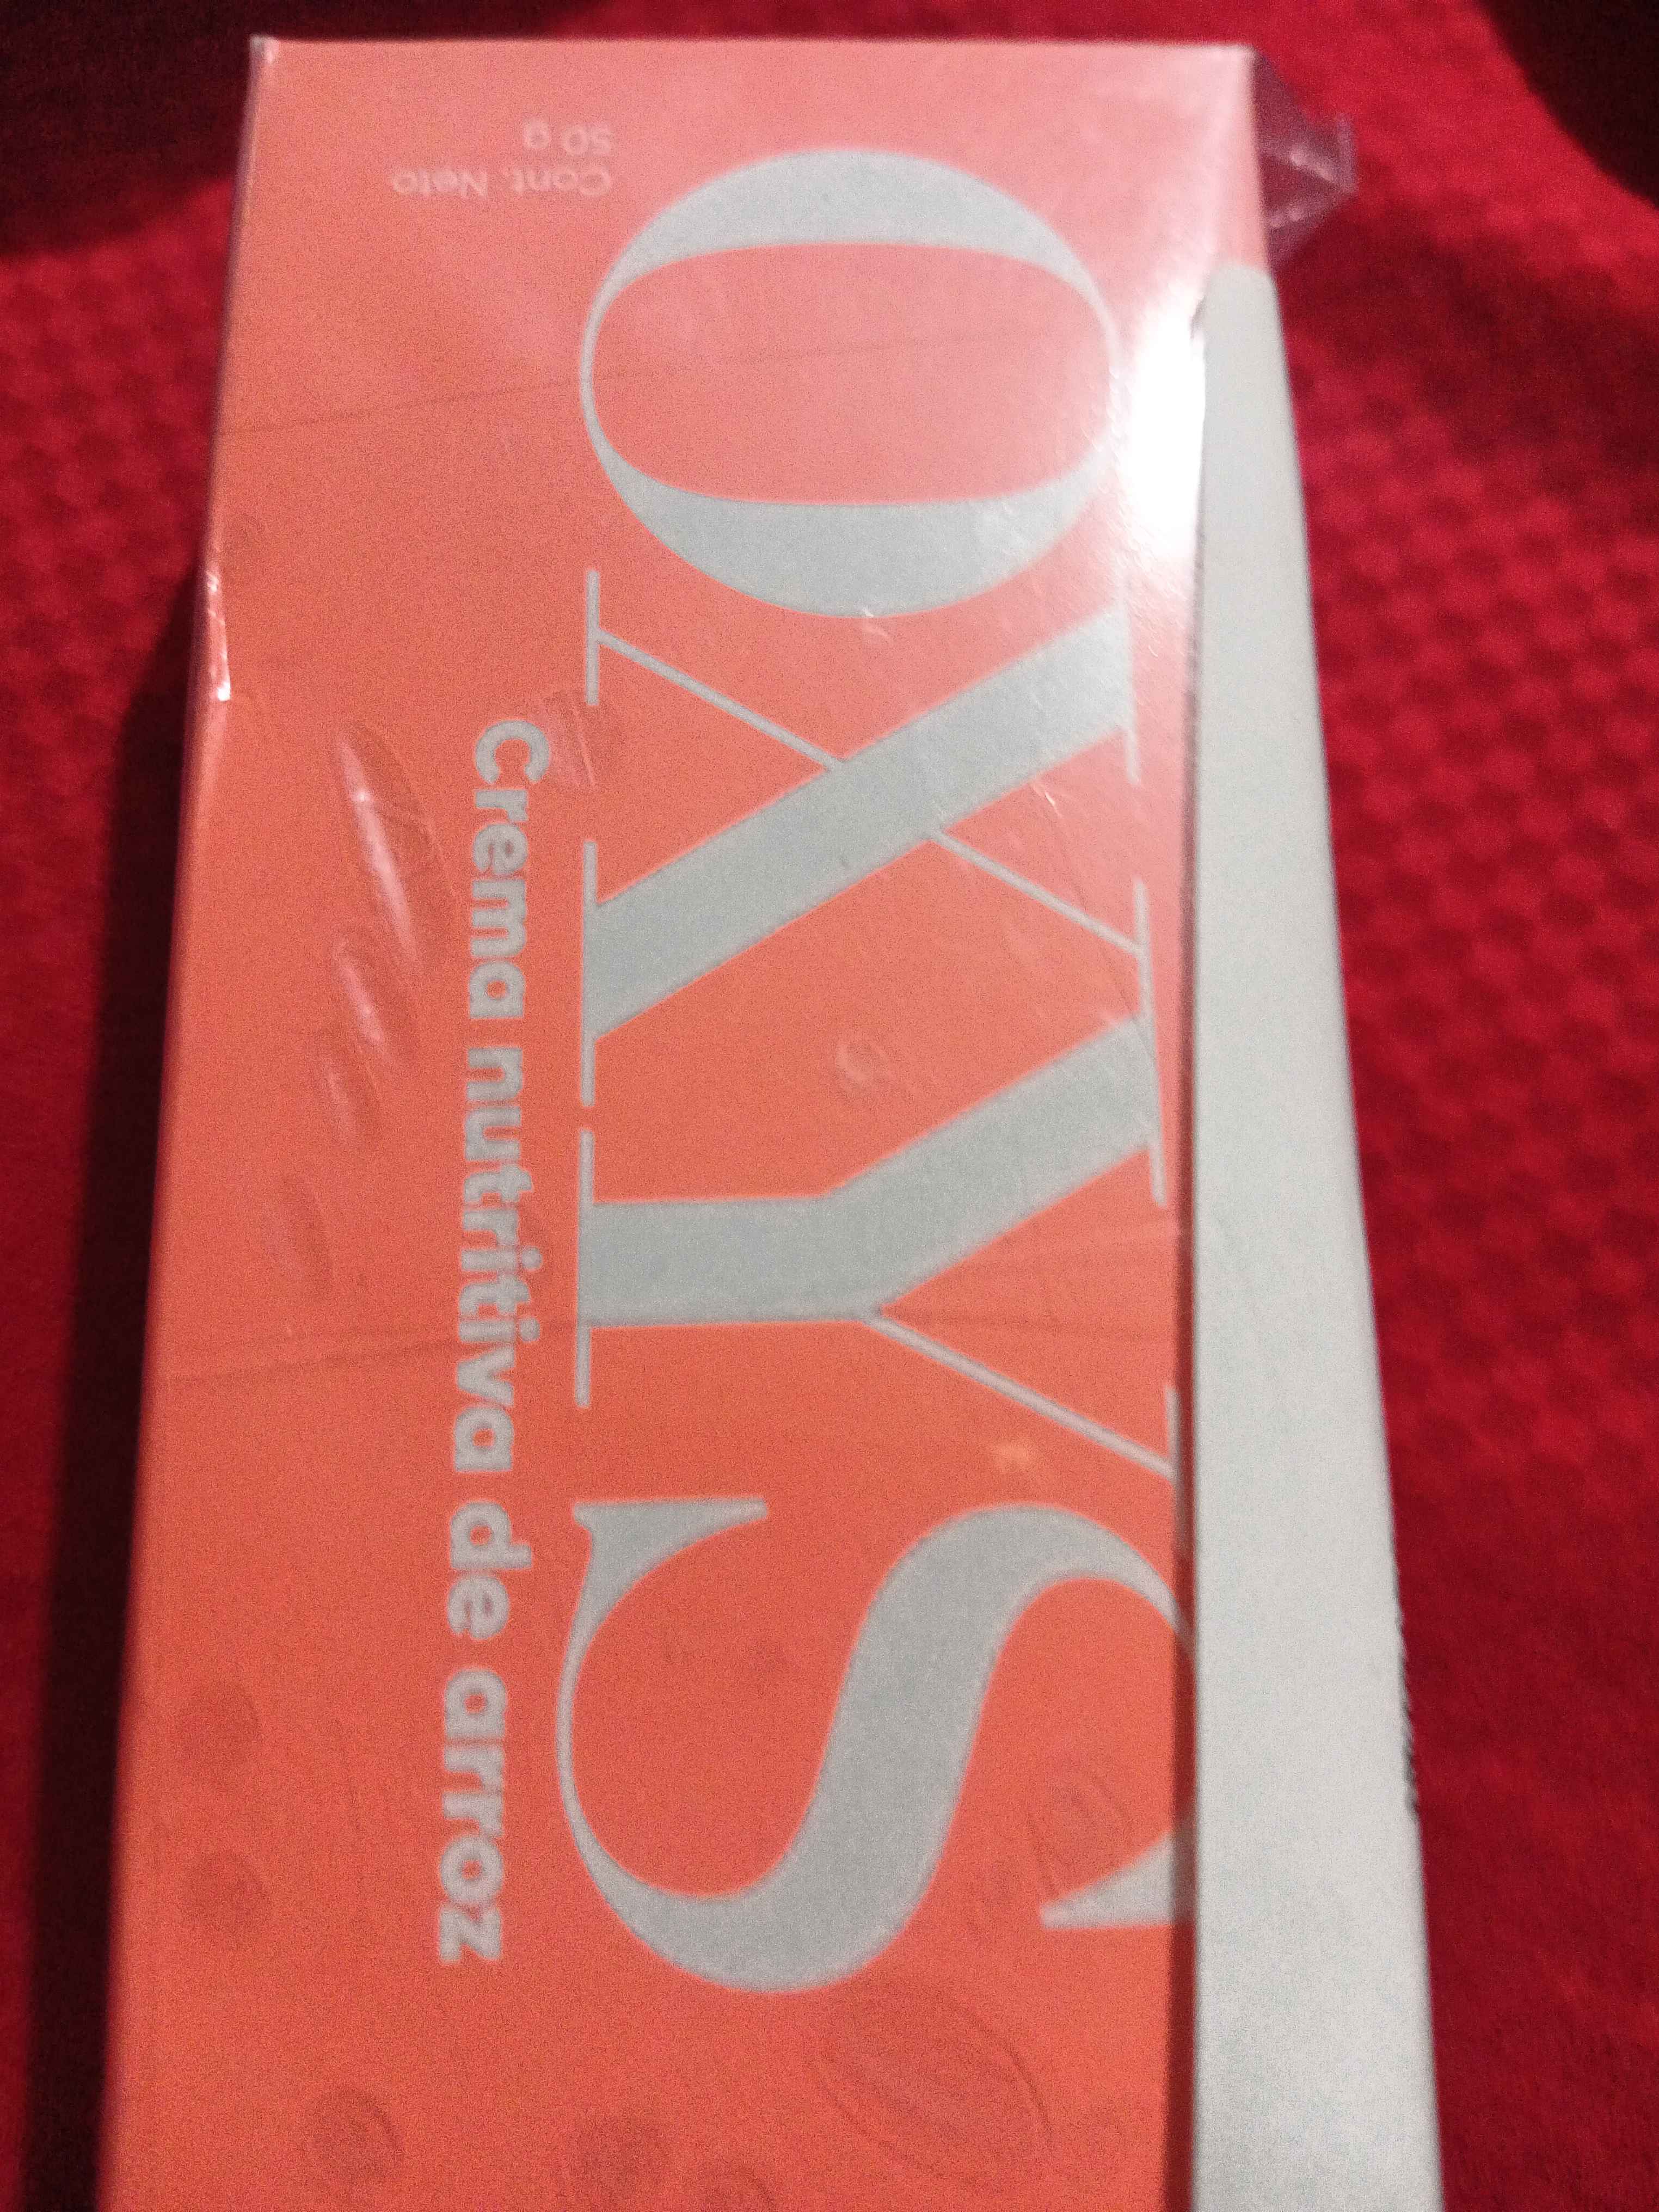 OXYS
Crema nutritiva de arroz
Cont. Neto
50 g